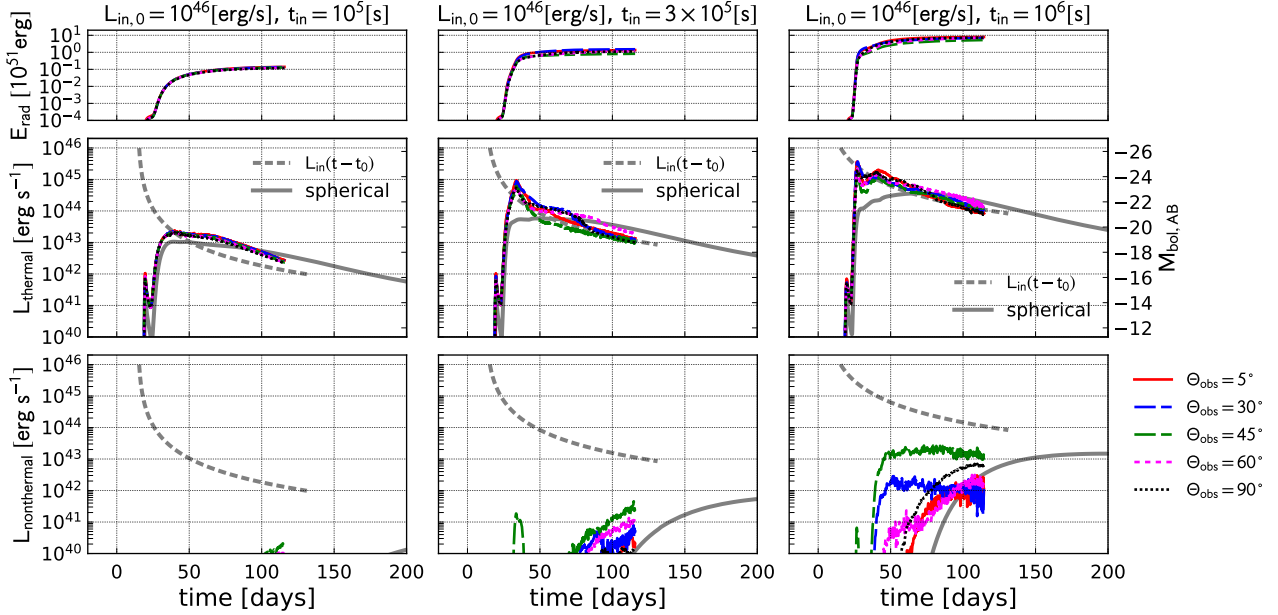 L_in,0 = 10^46[erg/s], t_in = 10^5[s]
L_in,0 = 10^46[erg/s], t_in = 3 × 10^5[s]
L_in,0 = 10^46[erg/s], t_in = 10^6[s]
E_rad [10^51 erg]
10^1
10^0
10^-1
10^-2
10^-3
10^-4
L_thermal [erg s^-1]
10^46
10^45
10^44
10^43
10^42
10^41
10^40
L_in(t − t_0)
spherical
L_in(t − t_0)
spherical
L_in(t − t_0)
spherical
−26
−24
−22
−20
−18
−16
−14
−12
M_bol,AB
L_nonthermal [erg s^-1]
10^46
10^45
10^44
10^43
10^42
10^41
10^40
0 50 100 150 200
0 50 100 150 200
0 50 100 150 200
time [days]
time [days]
time [days]
Θ_obs = 5°
Θ_obs = 30°
Θ_obs = 45°
Θ_obs = 60°
Θ_obs = 90°